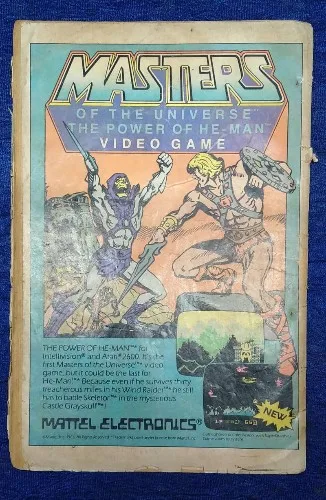 MASTERS
OF THE UNIVERSE™
THE POWER OF HE-MAN™
VIDEO GAME
THE POWER OF HE-MAN™ for
Intellivision® and Atari® 2600. It's the
first Masters of the Universe™ video
game, but it could be the last for
He-Man™. Because even if he survives thirty
treacherous miles in his Wind Raider™ he still
has to battle Skeletor™ in the mysterious
Castle Grayskull™!
NEW
MATTEL ELECTRONICS®